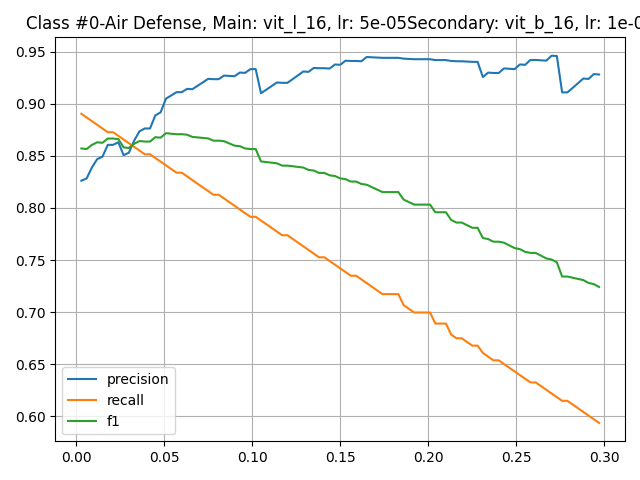 Class #0-Air Defense, Main: vit_l_16, lr: 5e-05Secondary: vit_b_16, lr: 1e-0
0.95
0.90
0.85
0.80
0.75
0.70
0.65
0.60
precision
recall
f1
0.00 0.05 0.10 0.15 0.20 0.25 0.30